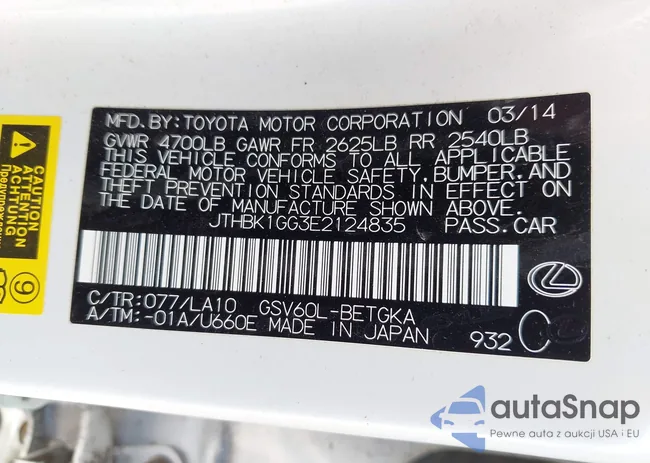 MFD. BY: TOYOTA MOTOR CORPORATION 03/14
GVWR 4700LB GAWR FR 2625LB RR 2540LB
THIS VEHICLE CONFORMS TO ALL APPLICABLE
FEDERAL MOTOR VEHICLE SAFETY, BUMPER, AND
THEFT PREVENTION STANDARDS IN EFFECT ON
THE DATE OF MANUFACTURE SHOWN ABOVE.
JTHBK1GG3E2124835 PASS. CAR
C/TR: 077/LA10 GSV60L-BETGKA
A/TM: -01A/U660E MADE IN JAPAN 932 C
ATTENTION
ACHTUNG
9
autaSnap
Pewne auta z aukcji USA i EU